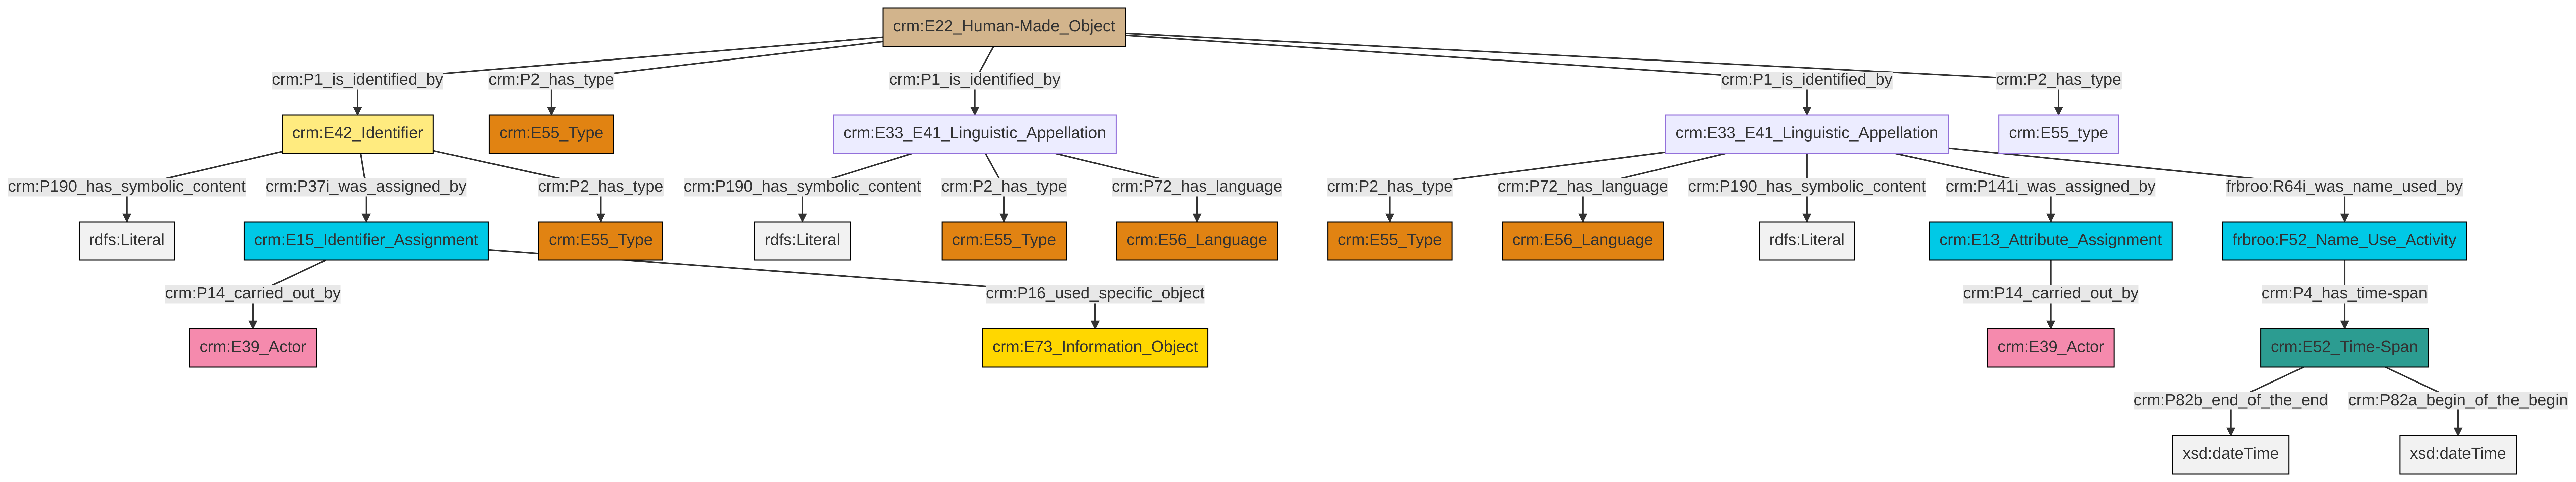 crm:E22_Human-Made_Object
crm:P1_is_identified_by
crm:P2_has_type
crm:P1_is_identified_by
crm:P1_is_identified_by
crm:P2_has_type
crm:E42_Identifier
crm:E55_Type
crm:E33_E41_Linguistic_Appellation
crm:E33_E41_Linguistic_Appellation
crm:E55_type
crm:P190_has_symbolic_content
crm:P37i_was_assigned_by
crm:P2_has_type
crm:P190_has_symbolic_content
crm:P2_has_type
crm:P72_has_language
crm:P2_has_type
crm:P72_has_language
crm:P190_has_symbolic_content
crm:P141i_was_assigned_by
frbroo:R64i_was_name_used_by
rdfs:Literal
crm:E15_Identifier_Assignment
crm:E55_Type
rdfs:Literal
crm:E55_Type
crm:E56_Language
crm:E55_Type
crm:E56_Language
rdfs:Literal
crm:E13_Attribute_Assignment
frbroo:F52_Name_Use_Activity
crm:P14_carried_out_by
crm:P16_used_specific_object
crm:P14_carried_out_by
crm:P4_has_time-span
crm:E39_Actor
crm:E73_Information_Object
crm:E39_Actor
crm:E52_Time-Span
crm:P82b_end_of_the_end
crm:P82a_begin_of_the_begin
xsd:dateTime
xsd:dateTime